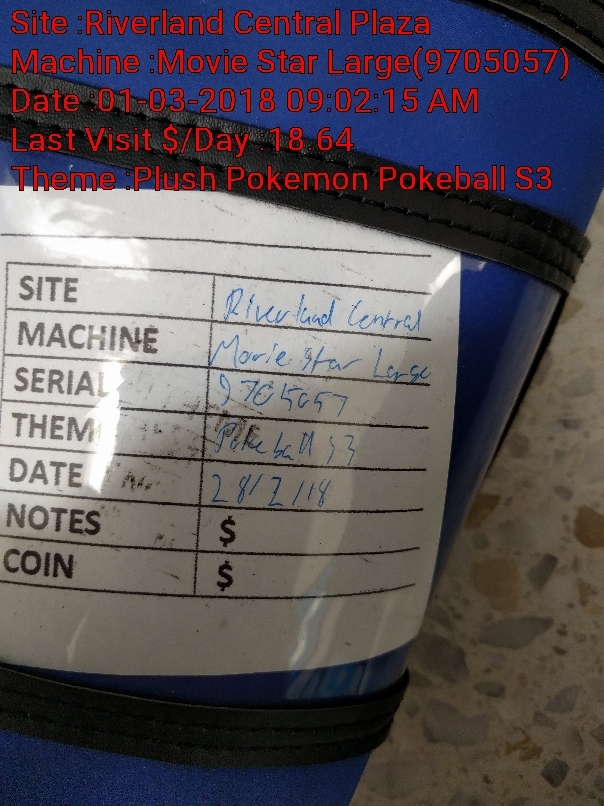 Site :Riverland Central Plaza
Machine :Movie Star Large(9705057)
Date :01-03-2018 09:02:15 AM
Last Visit $/Day :18.64
Theme :Plush Pokemon Pokeball S3
SITE Riverland Central
MACHINE Movie Star Large
SERIAL 9705057
THEM Pokeball S3
DATE 28/2/18
NOTES $
COIN $